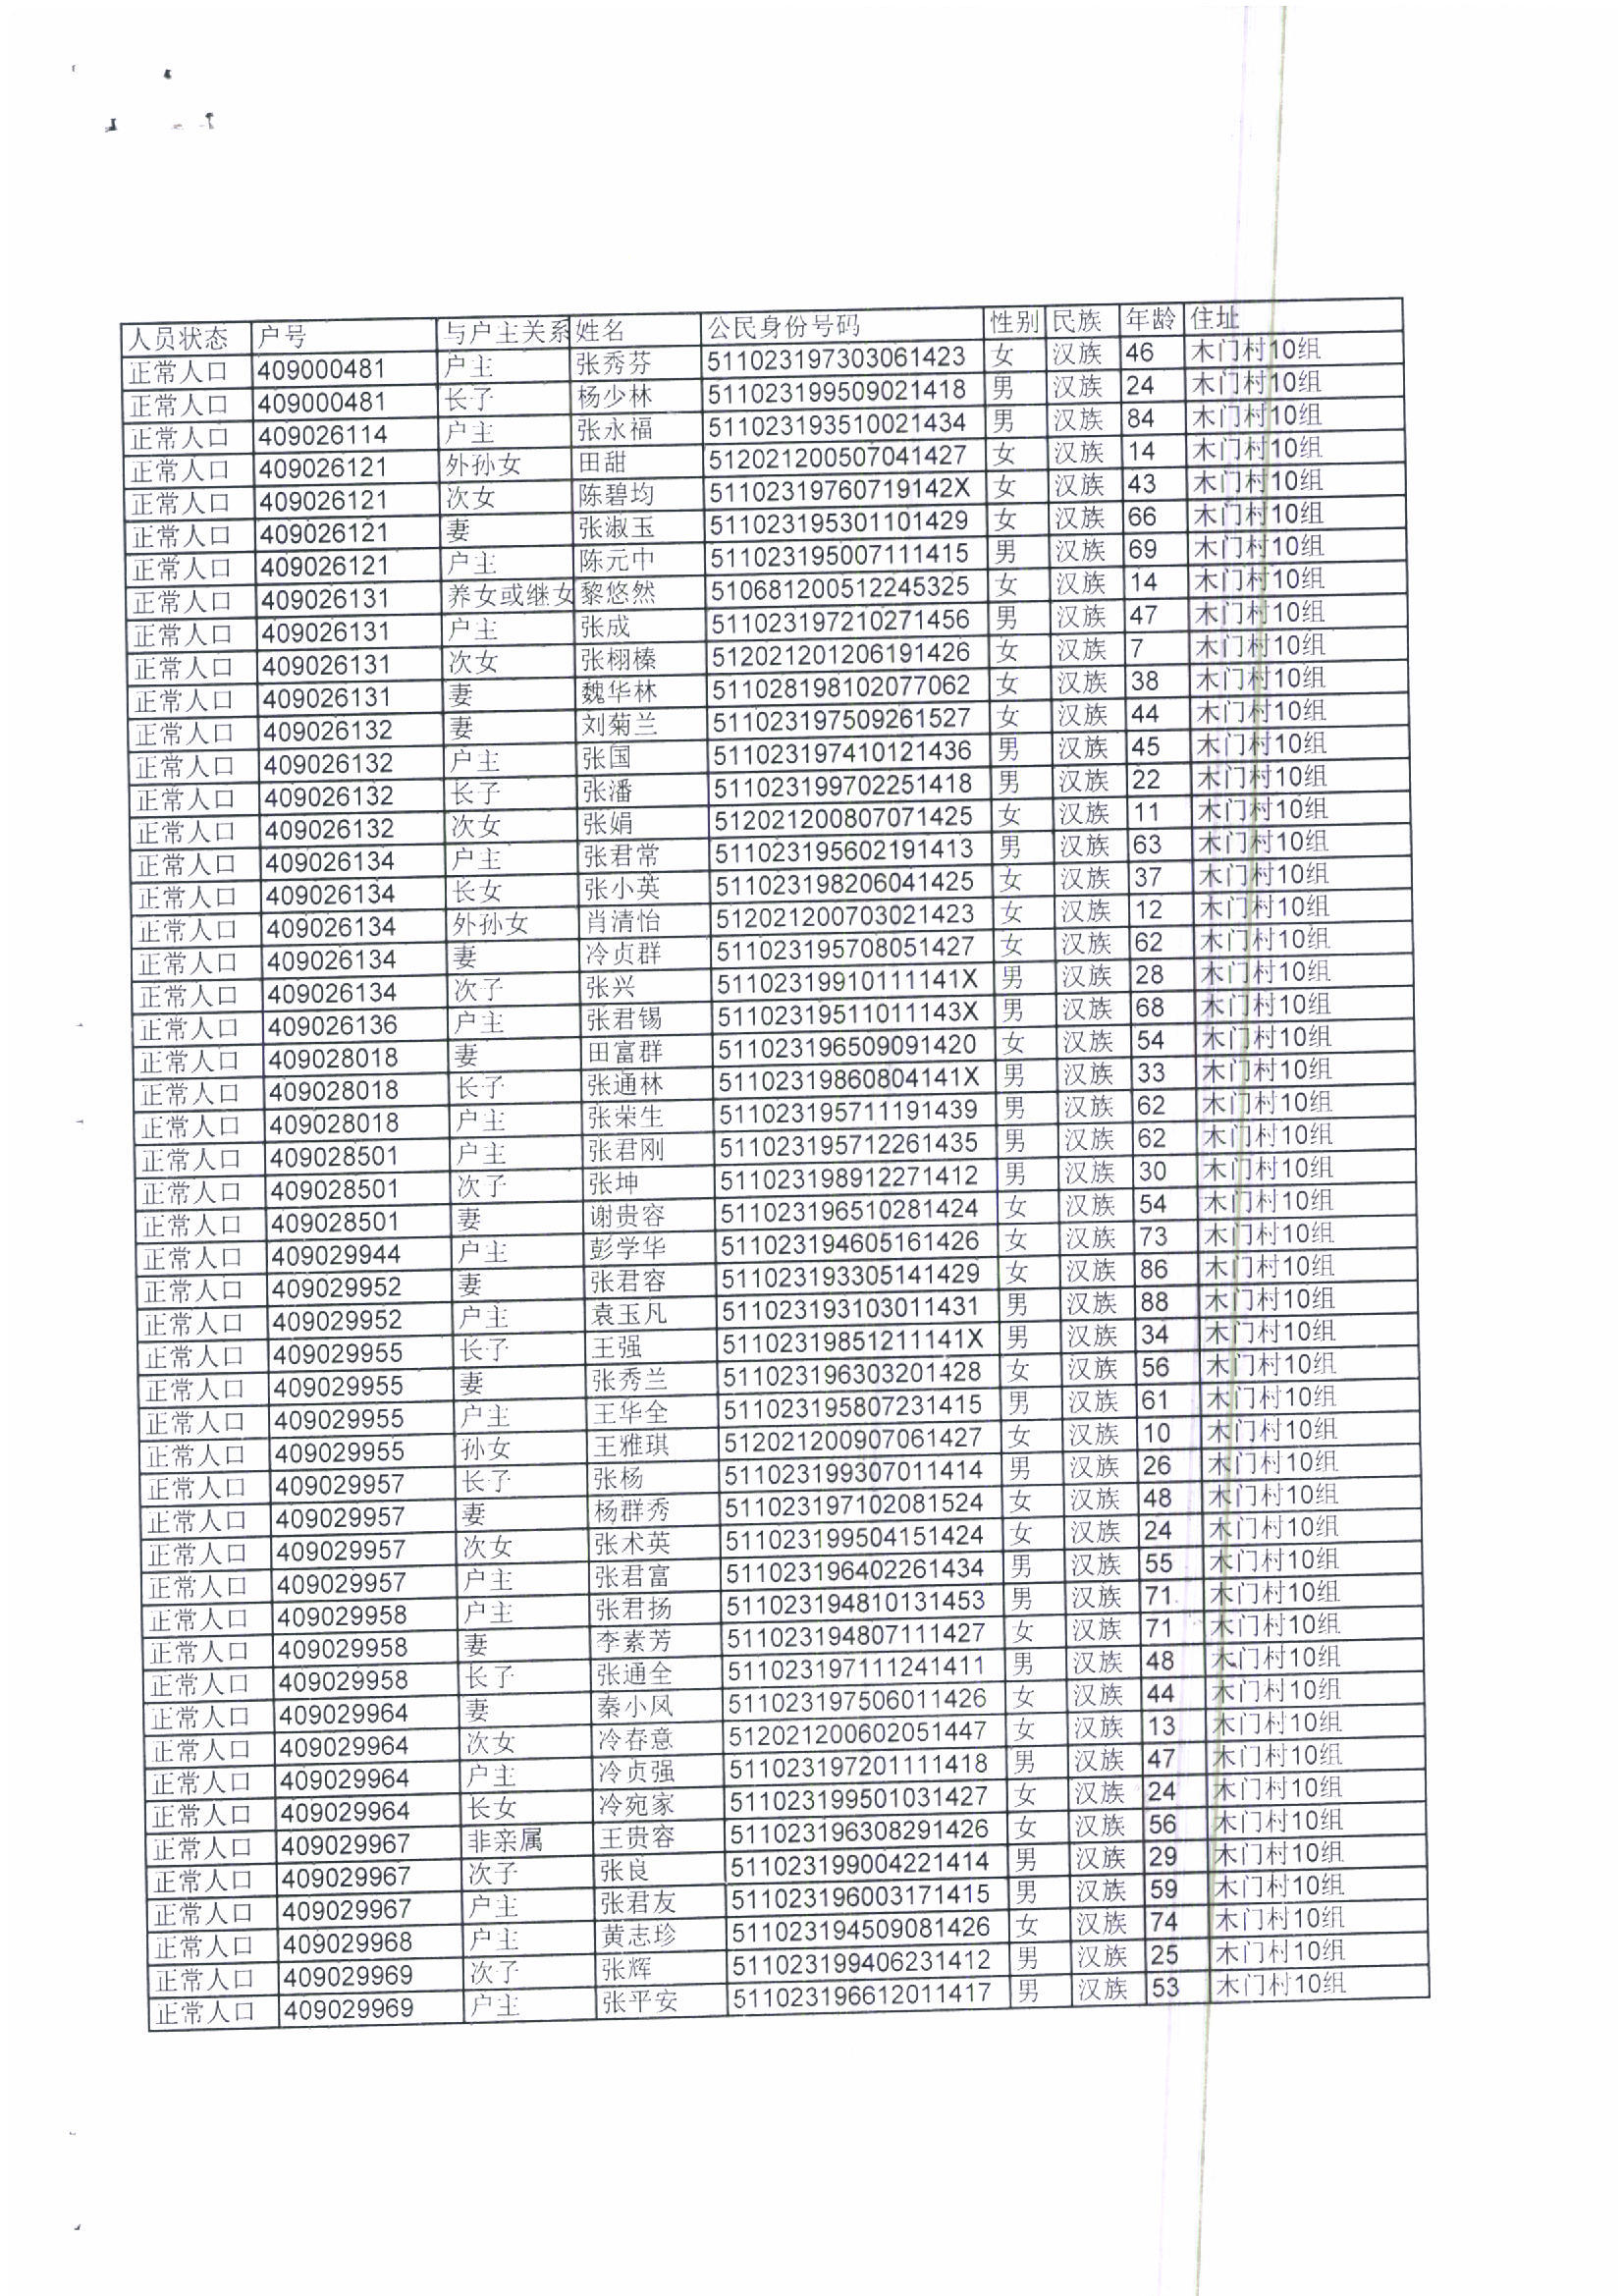 人员状态 户号 与户主关系 姓名 公民身份号码 性别 民族 年龄 住址
正常人口 409000481 户主 张秀芬 511023197303061423 女 汉族 46 木门村10组
正常人口 409000481 长子 杨少林 511023199509021418 男 汉族 24 木门村10组
正常人口 409026114 户主 张永福 511023193510021434 男 汉族 84 木门村10组
正常人口 409026121 外孙女 田甜 512021200507041427 女 汉族 14 木门村10组
正常人口 409026121 次女 陈碧均 51102319760719142X 女 汉族 43 木门村10组
正常人口 409026121 妻 张淑玉 511023195301101429 女 汉族 66 木门村10组
正常人口 409026121 户主 陈元中 511023195007111415 男 汉族 69 木门村10组
正常人口 409026131 养女或继女 黎悠然 510681200512245325 女 汉族 14 木门村10组
正常人口 409026131 户主 张成 511023197210271456 男 汉族 47 木门村10组
正常人口 409026131 次女 张栩榛 512021201206191426 女 汉族 7 木门村10组
正常人口 409026131 妻 魏华林 511028198102077062 女 汉族 38 木门村10组
正常人口 409026132 妻 刘菊兰 511023197509261527 女 汉族 44 木门村10组
正常人口 409026132 户主 张国 511023197410121436 男 汉族 45 木门村10组
正常人口 409026132 长子 张潘 511023199702251418 男 汉族 22 木门村10组
正常人口 409026132 次女 张娟 512021200807071425 女 汉族 11 木门村10组
正常人口 409026134 户主 张君常 511023195602191413 男 汉族 63 木门村10组
正常人口 409026134 长女 张小英 511023198206041425 女 汉族 37 木门村10组
正常人口 409026134 外孙女 肖清怡 512021200703021423 女 汉族 12 木门村10组
正常人口 409026134 妻 冷贞群 511023195708051427 女 汉族 62 木门村10组
正常人口 409026134 次子 张兴 51102319910111141X 男 汉族 28 木门村10组
正常人口 409026136 户主 张君锡 51102319511011143X 男 汉族 68 木门村10组
正常人口 409028018 妻 田富群 511023196509091420 女 汉族 54 木门村10组
正常人口 409028018 长子 张通林 51102319860804141X 男 汉族 33 木门村10组
正常人口 409028018 户主 张荣生 511023195711191439 男 汉族 62 木门村10组
正常人口 409028501 户主 张君刚 511023195712261435 男 汉族 62 木门村10组
正常人口 409028501 次子 张坤 511023198912271412 男 汉族 30 木门村10组
正常人口 409028501 妻 谢贵容 511023196510281424 女 汉族 54 木门村10组
正常人口 409029944 户主 彭学华 511023194605161426 女 汉族 73 木门村10组
正常人口 409029952 妻 张君容 511023193305141429 女 汉族 86 木门村10组
正常人口 409029952 户主 袁玉凡 511023193103011431 男 汉族 88 木门村10组
正常人口 409029955 长子 王强 51102319851211141X 男 汉族 34 木门村10组
正常人口 409029955 妻 张秀兰 511023196303201428 女 汉族 56 木门村10组
正常人口 409029955 户主 王华全 511023195807231415 男 汉族 61 木门村10组
正常人口 409029955 孙女 王雅琪 512021200907061427 女 汉族 10 木门村10组
正常人口 409029957 长子 张杨 511023199307011414 男 汉族 26 木门村10组
正常人口 409029957 妻 杨群秀 511023197102081524 女 汉族 48 木门村10组
正常人口 409029957 次女 张术英 511023199504151424 女 汉族 24 木门村10组
正常人口 409029957 户主 张君富 511023196402261434 男 汉族 55 木门村10组
正常人口 409029958 户主 张君扬 511023194810131453 男 汉族 71 木门村10组
正常人口 409029958 妻 李素芳 511023194807111427 女 汉族 71 木门村10组
正常人口 409029958 长子 张通全 511023197111241411 男 汉族 48 木门村10组
正常人口 409029964 妻 秦小风 511023197506011426 女 汉族 44 木门村10组
正常人口 409029964 次女 冷春意 512021200602051447 女 汉族 13 木门村10组
正常人口 409029964 户主 冷贞强 511023197201111418 男 汉族 47 木门村10组
正常人口 409029964 长女 冷宛家 511023199501031427 女 汉族 24 木门村10组
正常人口 409029967 非亲属 王贵容 511023196308291426 女 汉族 56 木门村10组
正常人口 409029967 次子 张良 511023199004221414 男 汉族 29 木门村10组
正常人口 409029967 户主 张君友 511023196003171415 男 汉族 59 木门村10组
正常人口 409029968 户主 黄志珍 511023194509081426 女 汉族 74 木门村10组
正常人口 409029969 次子 张辉 511023199406231412 男 汉族 25 木门村10组
正常人口 409029969 户主 张平安 511023196612011417 男 汉族 53 木门村10组